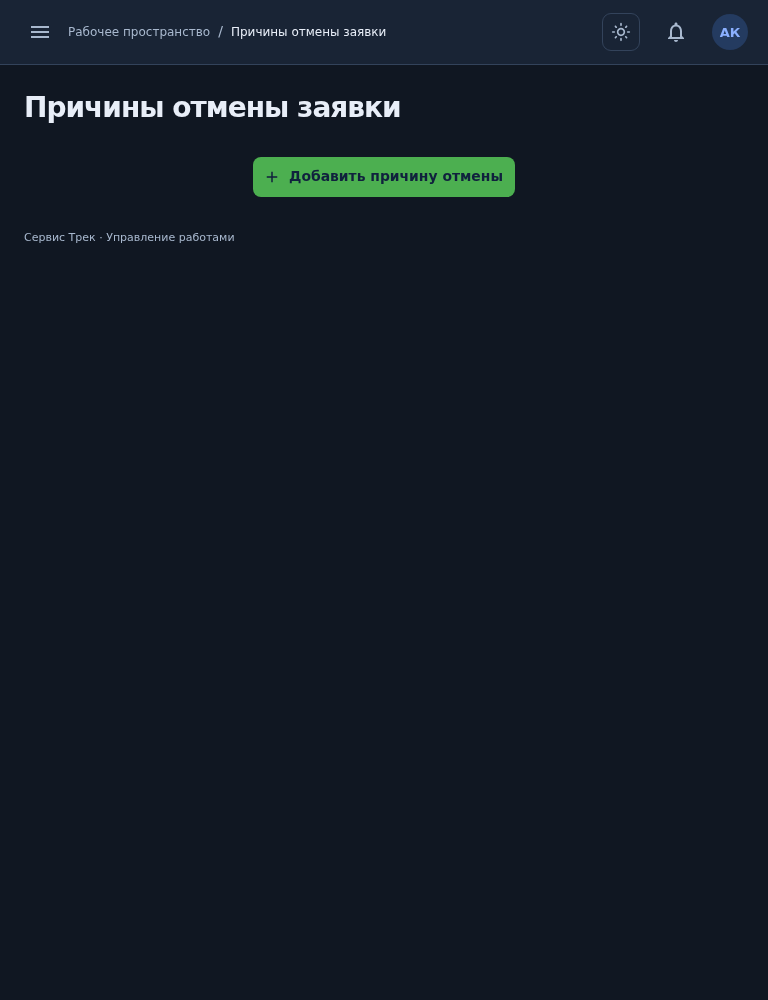 Рабочее пространство / Причины отмены заявки
АК
Причины отмены заявки
+ Добавить причину отмены
Сервис Трек · Управление работами